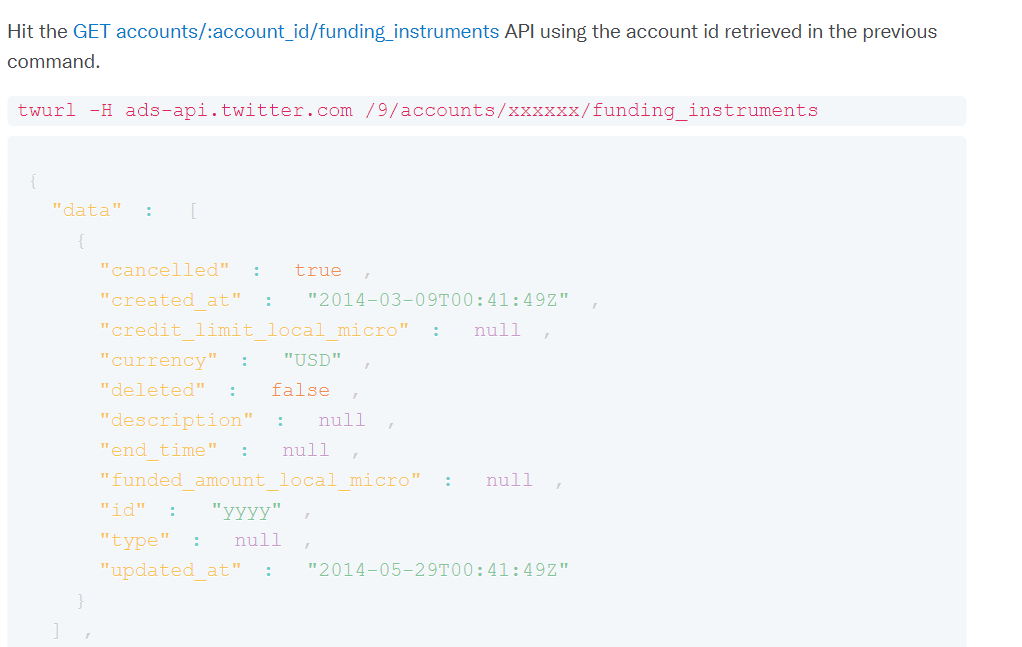 Hit the GET accounts/:account_id/funding_instruments API using the account id retrieved in the previous
command.
twurl -H ads-api.twitter.com /9/accounts/xxxxxx/funding_instruments
{
"data" : [
{
"cancelled" : true ,
"created_at" : "2014-03-09T00:41:49Z" ,
"credit_limit_local_micro" : null ,
"currency" : "USD" ,
"deleted" : false ,
"description" : null ,
"end_time" : null ,
"funded_amount_local_micro" : null ,
"id" : "yyyy" ,
"type" : null ,
"updated_at" : "2014-05-29T00:41:49Z"
}
] ,